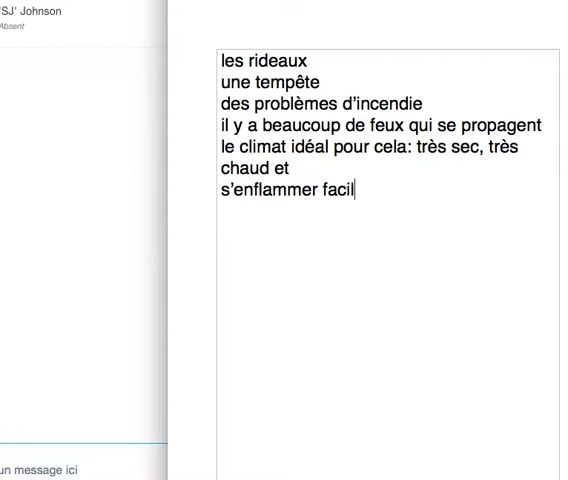 'SJ' Johnson
Absent
les rideaux
une tempête
des problèmes d’incendie
il y a beaucoup de feux qui se propagent
le climat idéal pour cela: très sec, très
chaud et
s’enflammer facil
un message ici